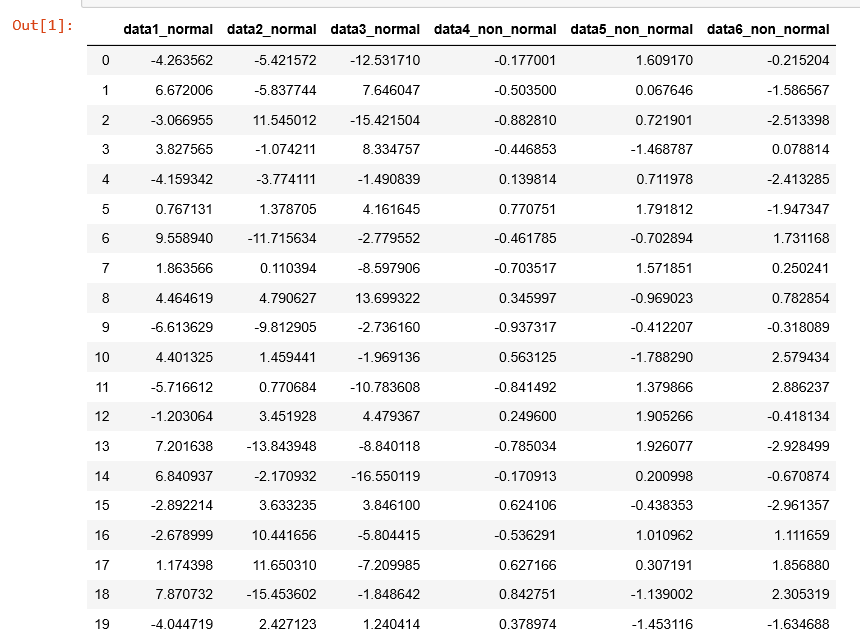 Out[1]:
data1_normal data2_normal data3_normal data4_non_normal data5_non_normal data6_non_normal
0 -4.263562 -5.421572 -12.531710 -0.177001 1.609170 -0.215204
1 6.672006 -5.837744 7.646047 -0.503500 0.067646 -1.586567
2 -3.066955 11.545012 -15.421504 -0.882810 0.721901 -2.513398
3 3.827565 -1.074211 8.334757 -0.446853 -1.468787 0.078814
4 -4.159342 -3.774111 -1.490839 0.139814 0.711978 -2.413285
5 0.767131 1.378705 4.161645 0.770751 1.791812 -1.947347
6 9.558940 -11.715634 -2.779552 -0.461785 -0.702894 1.731168
7 1.863566 0.110394 -8.597906 -0.703517 1.571851 0.250241
8 4.464619 4.790627 13.699322 0.345997 -0.969023 0.782854
9 -6.613629 -9.812905 -2.736160 -0.937317 -0.412207 -0.318089
10 4.401325 1.459441 -1.969136 0.563125 -1.788290 2.579434
11 -5.716612 0.770684 -10.783608 -0.841492 1.379866 2.886237
12 -1.203064 3.451928 4.479367 0.249600 1.905266 -0.418134
13 7.201638 -13.843948 -8.840118 -0.785034 1.926077 -2.928499
14 6.840937 -2.170932 -16.550119 -0.170913 0.200998 -0.670874
15 -2.892214 3.633235 3.846100 0.624106 -0.438353 -2.961357
16 -2.678999 10.441656 -5.804415 -0.536291 1.010962 1.111659
17 1.174398 11.650310 -7.209985 0.627166 0.307191 1.856880
18 7.870732 -15.453602 -1.848642 0.842751 -1.139002 2.305319
19 -4.044719 2.427123 1.240414 0.378974 -1.453116 -1.634688